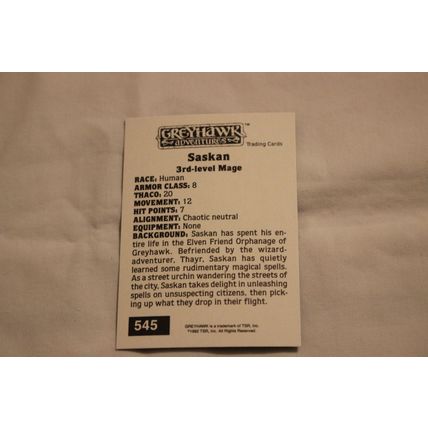 GREYHAWK™
ADVENTURES
Trading Cards
Saskan
3rd-level Mage
RACE: Human
ARMOR CLASS: 8
THACO: 20
MOVEMENT: 12
HIT POINTS: 7
ALIGNMENT: Chaotic neutral
EQUIPMENT: None
BACKGROUND: Saskan has spent his en-
tire life in the Elven Friend Orphanage of
Greyhawk. Befriended by the wizard-
adventurer, Thayr, Saskan has quietly
learned some rudimentary magical spells.
As a street urchin wandering the streets of
the city, Saskan takes delight in unleashing
spells on unsuspecting citizens, then pick-
ing up what they drop in their flight.
545
GREYHAWK is a trademark of TSR, Inc.
©1992 TSR, Inc. All Rights Reserved.